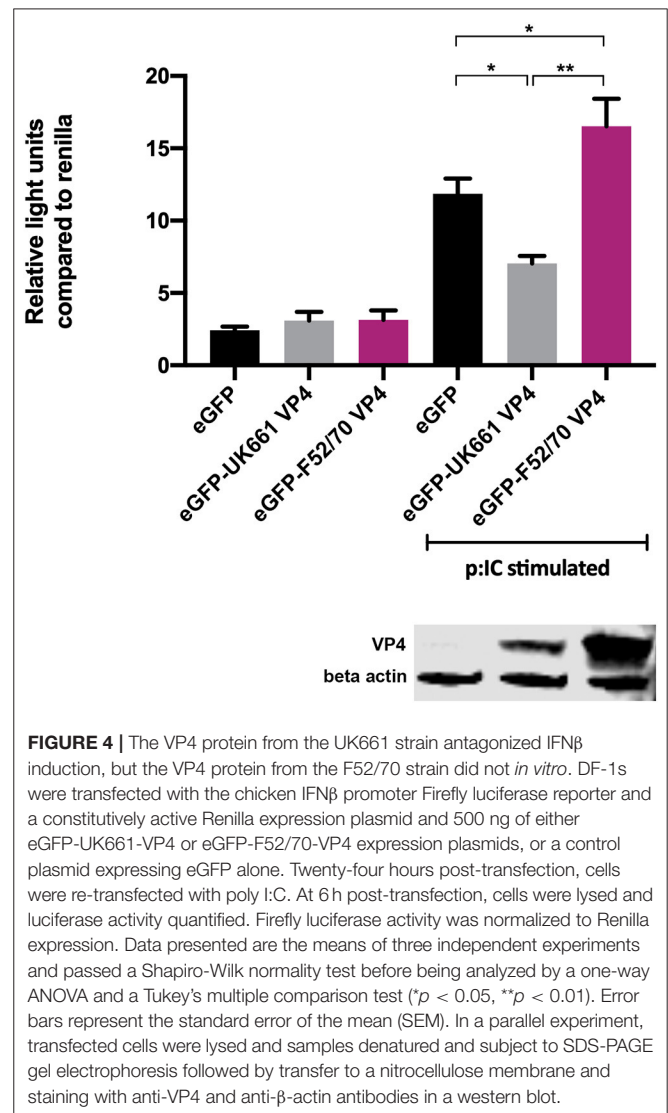 *
* **
20
15
10
5
0
Relative light units
compared to renilla
eGFP
eGFP-UK661 VP4
eGFP-F52/70 VP4
eGFP
eGFP-UK661 VP4
eGFP-F52/70 VP4
p:IC stimulated
VP4
beta actin
FIGURE 4 | The VP4 protein from the UK661 strain antagonized IFNβ
induction, but the VP4 protein from the F52/70 strain did not in vitro. DF-1s
were transfected with the chicken IFNβ promoter Firefly luciferase reporter and
a constitutively active Renilla expression plasmid and 500 ng of either
eGFP-UK661-VP4 or eGFP-F52/70-VP4 expression plasmids, or a control
plasmid expressing eGFP alone. Twenty-four hours post-transfection, cells
were re-transfected with poly I:C. At 6 h post-transfection, cells were lysed and
luciferase activity quantified. Firefly luciferase activity was normalized to Renilla
expression. Data presented are the means of three independent experiments
and passed a Shapiro-Wilk normality test before being analyzed by a one-way
ANOVA and a Tukey's multiple comparison test (*p < 0.05, **p < 0.01). Error
bars represent the standard error of the mean (SEM). In a parallel experiment,
transfected cells were lysed and samples denatured and subject to SDS-PAGE
gel electrophoresis followed by transfer to a nitrocellulose membrane and
staining with anti-VP4 and anti-β-actin antibodies in a western blot.